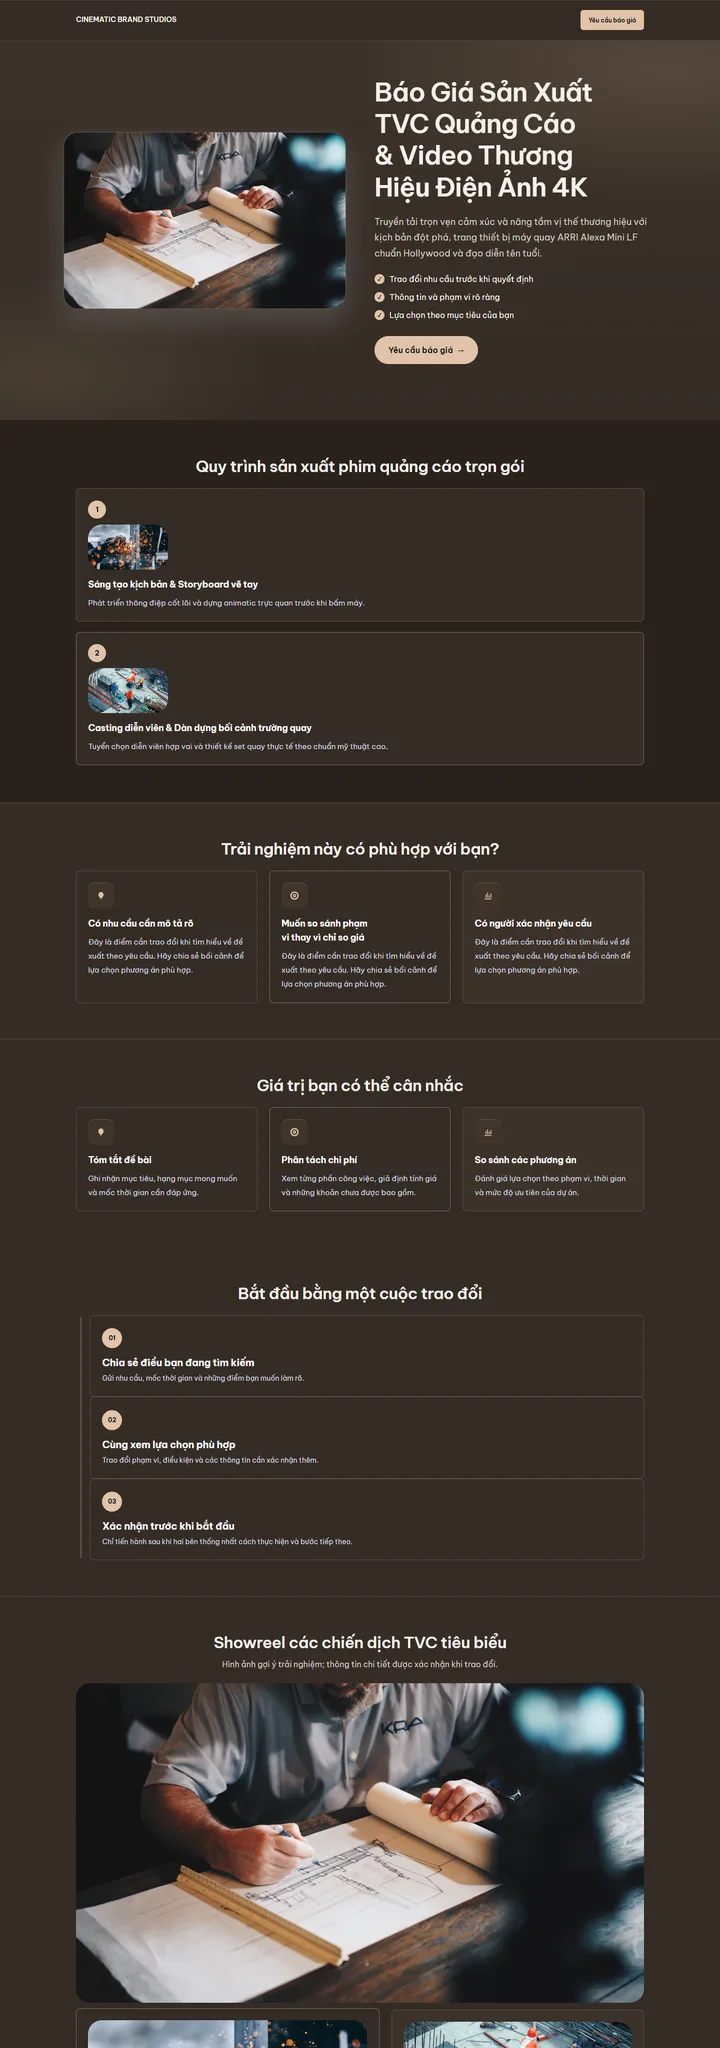 CINEMATIC BRAND STUDIOS
Yêu cầu báo giá
Báo Giá Sản Xuất
TVC Quảng Cáo
& Video Thương
Hiệu Điện Ảnh 4K
Truyền tải trọn vẹn cảm xúc và nâng tầm vị thế thương hiệu với
kịch bản đột phá, trang thiết bị máy quay ARRI Alexa Mini LF
chuẩn Hollywood và đạo diễn tên tuổi.
Trao đổi nhu cầu trước khi quyết định
Thông tin và phạm vi rõ ràng
Lựa chọn theo mục tiêu của bạn
Yêu cầu báo giá →
KRA
Quy trình sản xuất phim quảng cáo trọn gói
1
Sáng tạo kịch bản & Storyboard vẽ tay
Phát triển thông điệp cốt lõi và dựng animatic trực quan trước khi bấm máy.
2
Casting diễn viên & Dàn dựng bối cảnh trường quay
Tuyển chọn diễn viên hợp vai và thiết kế set quay thực tế theo chuẩn mỹ thuật cao.
Trải nghiệm này có phù hợp với bạn?
Có nhu cầu cần mô tả rõ
Đây là điểm cần trao đổi khi tìm hiểu về đề
xuất theo yêu cầu. Hãy chia sẻ bối cảnh để
lựa chọn phương án phù hợp.
Muốn so sánh phạm
vi thay vì chỉ so giá
Đây là điểm cần trao đổi khi tìm hiểu về đề
xuất theo yêu cầu. Hãy chia sẻ bối cảnh để
lựa chọn phương án phù hợp.
Có người xác nhận yêu cầu
Đây là điểm cần trao đổi khi tìm hiểu về đề
xuất theo yêu cầu. Hãy chia sẻ bối cảnh để
lựa chọn phương án phù hợp.
Giá trị bạn có thể cân nhắc
Tóm tắt đề bài
Ghi nhận mục tiêu, hạng mục mong muốn
và mốc thời gian cần đáp ứng.
Phân tách chi phí
Xem từng phần công việc, giả định tính giá
và những khoản chưa được bao gồm.
So sánh các phương án
Đánh giá lựa chọn theo phạm vi, thời gian
và mức độ ưu tiên của dự án.
Bắt đầu bằng một cuộc trao đổi
01
Chia sẻ điều bạn đang tìm kiếm
Gửi nhu cầu, mốc thời gian và những điểm bạn muốn làm rõ.
02
Cùng xem lựa chọn phù hợp
Trao đổi phạm vi, điều kiện và các thông tin cần xác nhận thêm.
03
Xác nhận trước khi bắt đầu
Chỉ tiến hành sau khi hai bên thống nhất cách thực hiện và bước tiếp theo.
Showreel các chiến dịch TVC tiêu biểu
Hình ảnh gợi ý trải nghiệm; thông tin chi tiết được xác nhận khi trao đổi.
KRA